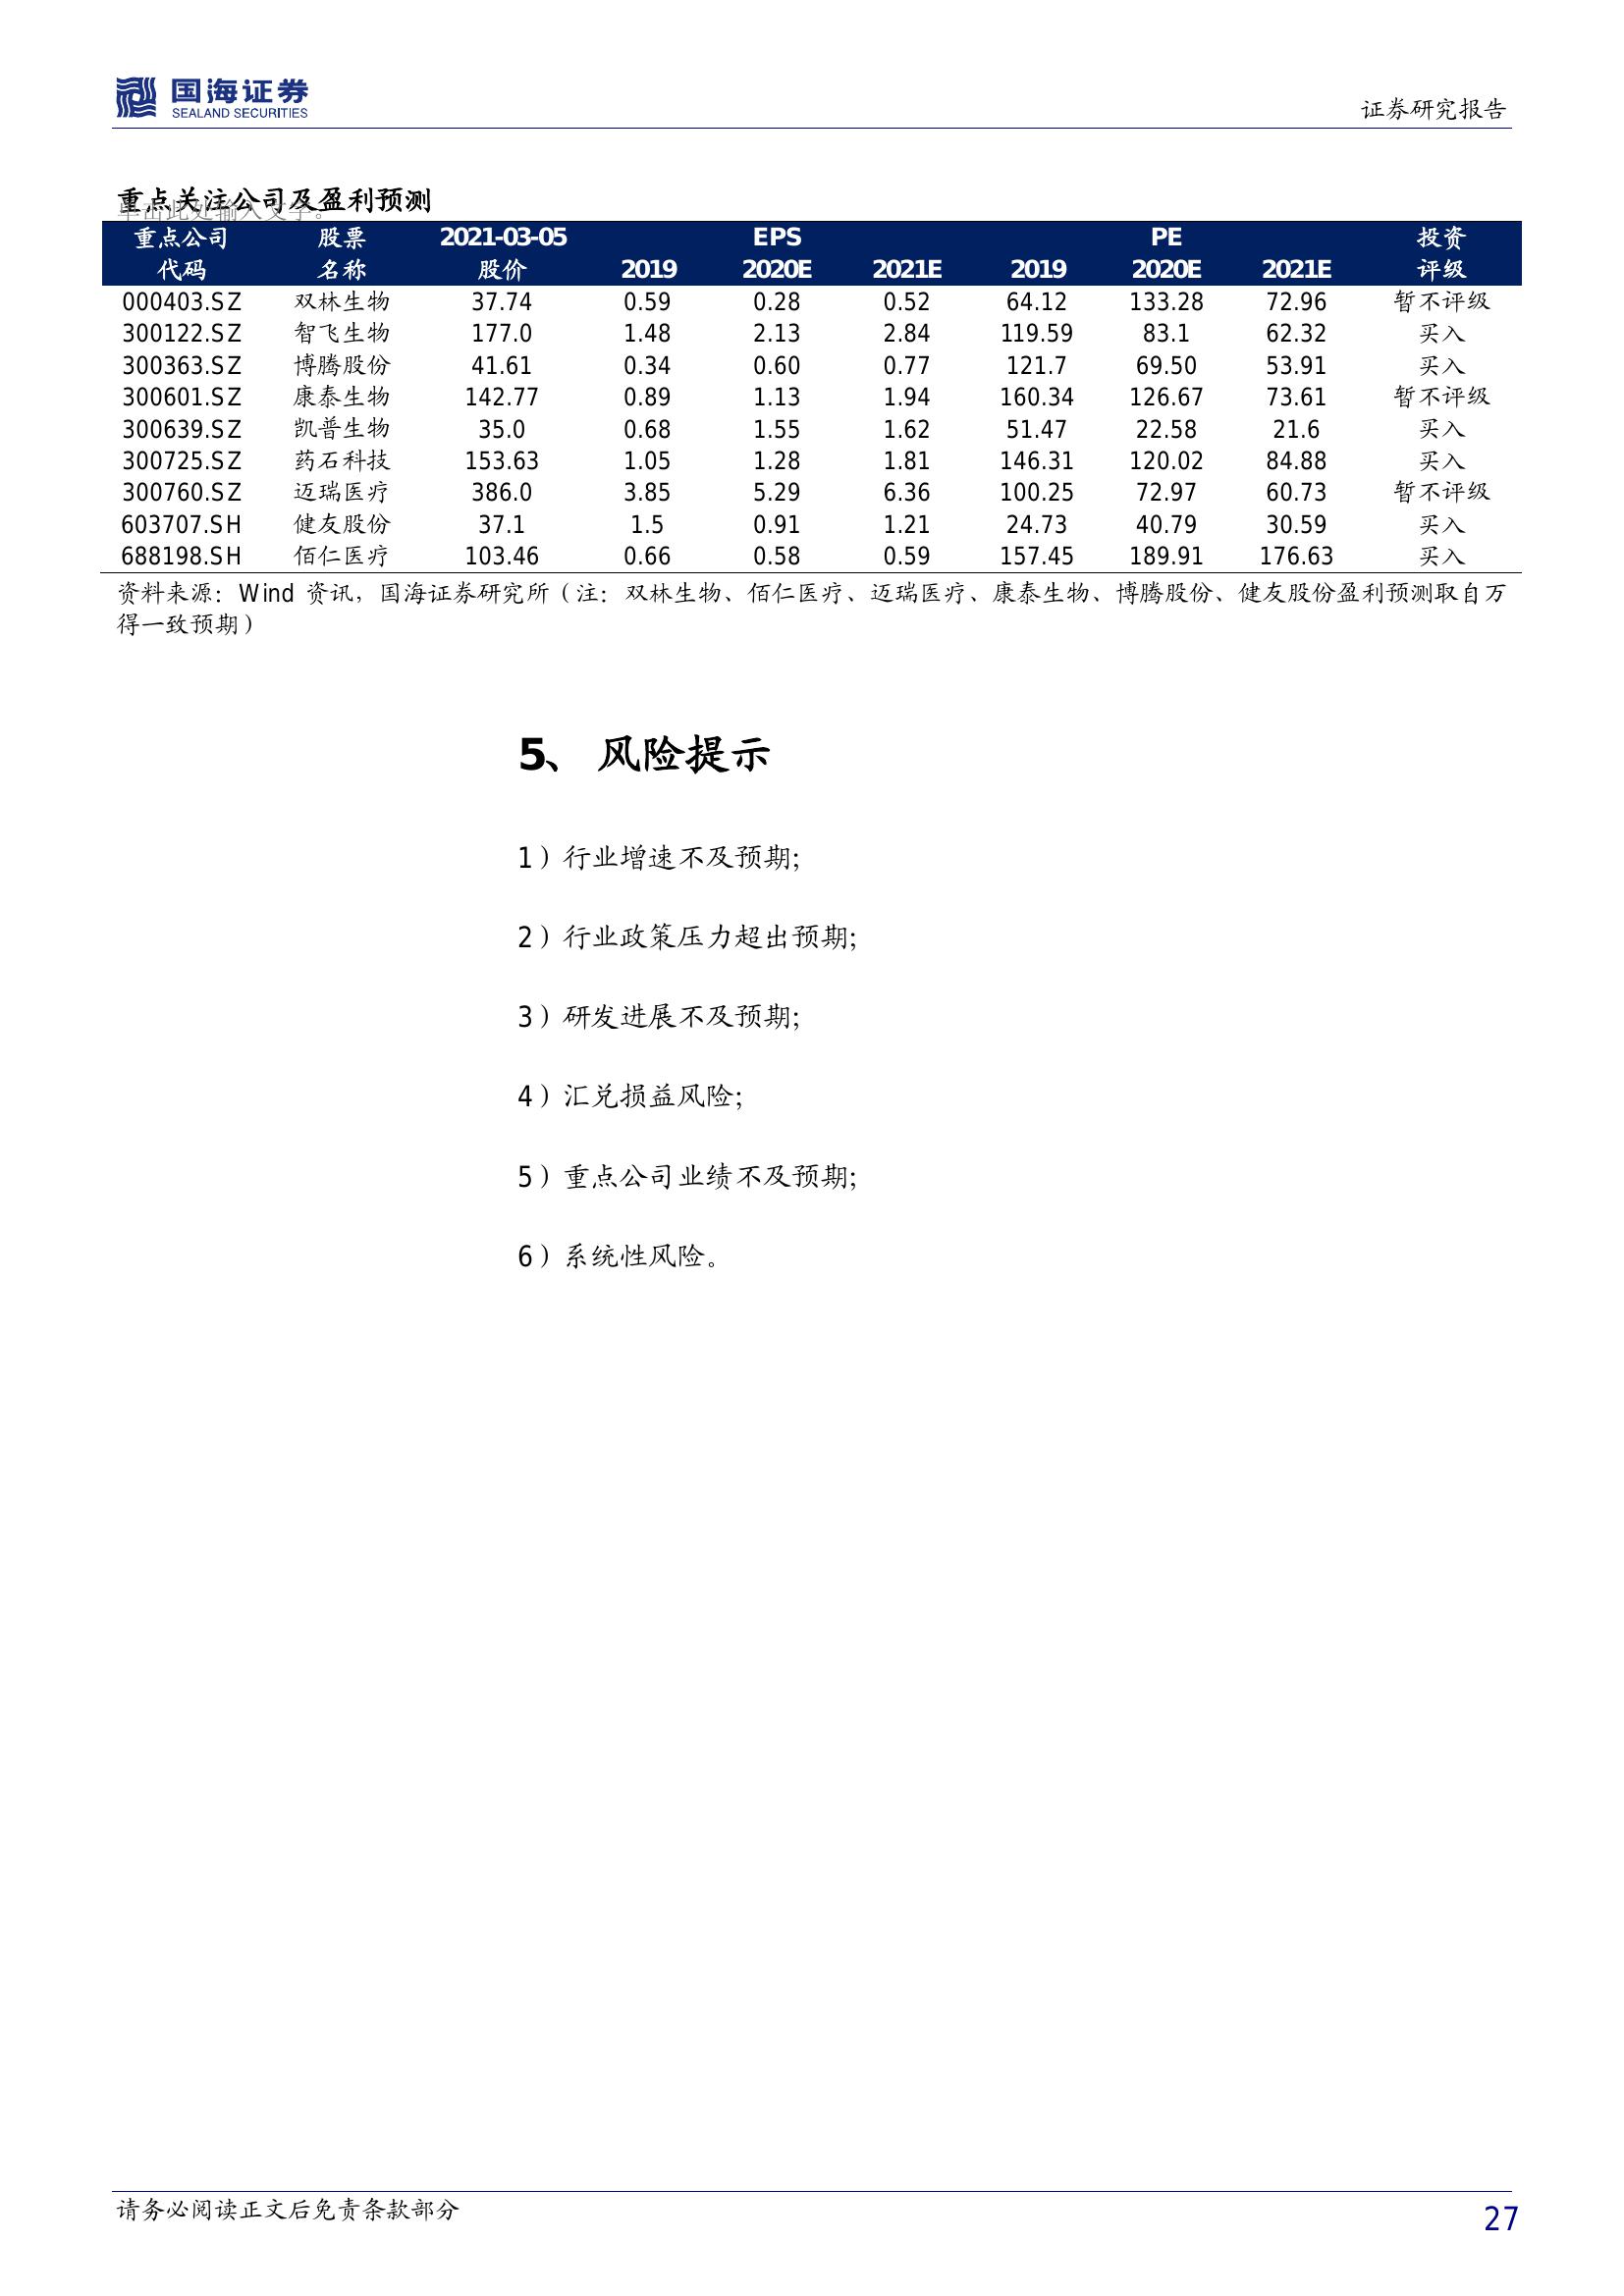 国海证券
SEALAND SECURITIES
证券研究报告
重点关注公司及盈利预测
单击此处输入文字。
重点公司 股票 2021-03-05 EPS PE 投资
代码 名称 股价 2019 2020E 2021E 2019 2020E 2021E 评级
000403.SZ 双林生物 37.74 0.59 0.28 0.52 64.12 133.28 72.96 暂不评级
300122.SZ 智飞生物 177.0 1.48 2.13 2.84 119.59 83.1 62.32 买入
300363.SZ 博腾股份 41.61 0.34 0.60 0.77 121.7 69.50 53.91 买入
300601.SZ 康泰生物 142.77 0.89 1.13 1.94 160.34 126.67 73.61 暂不评级
300639.SZ 凯普生物 35.0 0.68 1.55 1.62 51.47 22.58 21.6 买入
300725.SZ 药石科技 153.63 1.05 1.28 1.81 146.31 120.02 84.88 买入
300760.SZ 迈瑞医疗 386.0 3.85 5.29 6.36 100.25 72.97 60.73 暂不评级
603707.SH 健友股份 37.1 1.5 0.91 1.21 24.73 40.79 30.59 买入
688198.SH 佰仁医疗 103.46 0.66 0.58 0.59 157.45 189.91 176.63 买入
资料来源：Wind 资讯，国海证券研究所（注：双林生物、佰仁医疗、迈瑞医疗、康泰生物、博腾股份、健友股份盈利预测取自万
得一致预期）
5、 风险提示
1）行业增速不及预期；
2）行业政策压力超出预期；
3）研发进展不及预期；
4）汇兑损益风险；
5）重点公司业绩不及预期；
6）系统性风险。
请务必阅读正文后免责条款部分
27